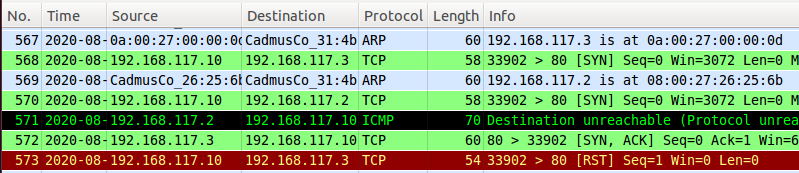 No. Time Source Destination Protocol Length Info
567 2020-08- 0a:00:27:00:00:0d CadmusCo_31:4b ARP 60 192.168.117.3 is at 0a:00:27:00:00:0d
568 2020-08- 192.168.117.10 192.168.117.3 TCP 58 33902 > 80 [SYN] Seq=0 Win=3072 Len=0 M
569 2020-08- CadmusCo_26:25:6b CadmusCo_31:4b ARP 60 192.168.117.2 is at 08:00:27:26:25:6b
570 2020-08- 192.168.117.10 192.168.117.2 TCP 58 33902 > 80 [SYN] Seq=0 Win=3072 Len=0 M
571 2020-08- 192.168.117.2 192.168.117.10 ICMP 70 Destination unreachable (Protocol unrea
572 2020-08- 192.168.117.3 192.168.117.10 TCP 60 80 > 33902 [SYN, ACK] Seq=0 Ack=1 Win=6
573 2020-08- 192.168.117.10 192.168.117.3 TCP 54 33902 > 80 [RST] Seq=1 Win=0 Len=0